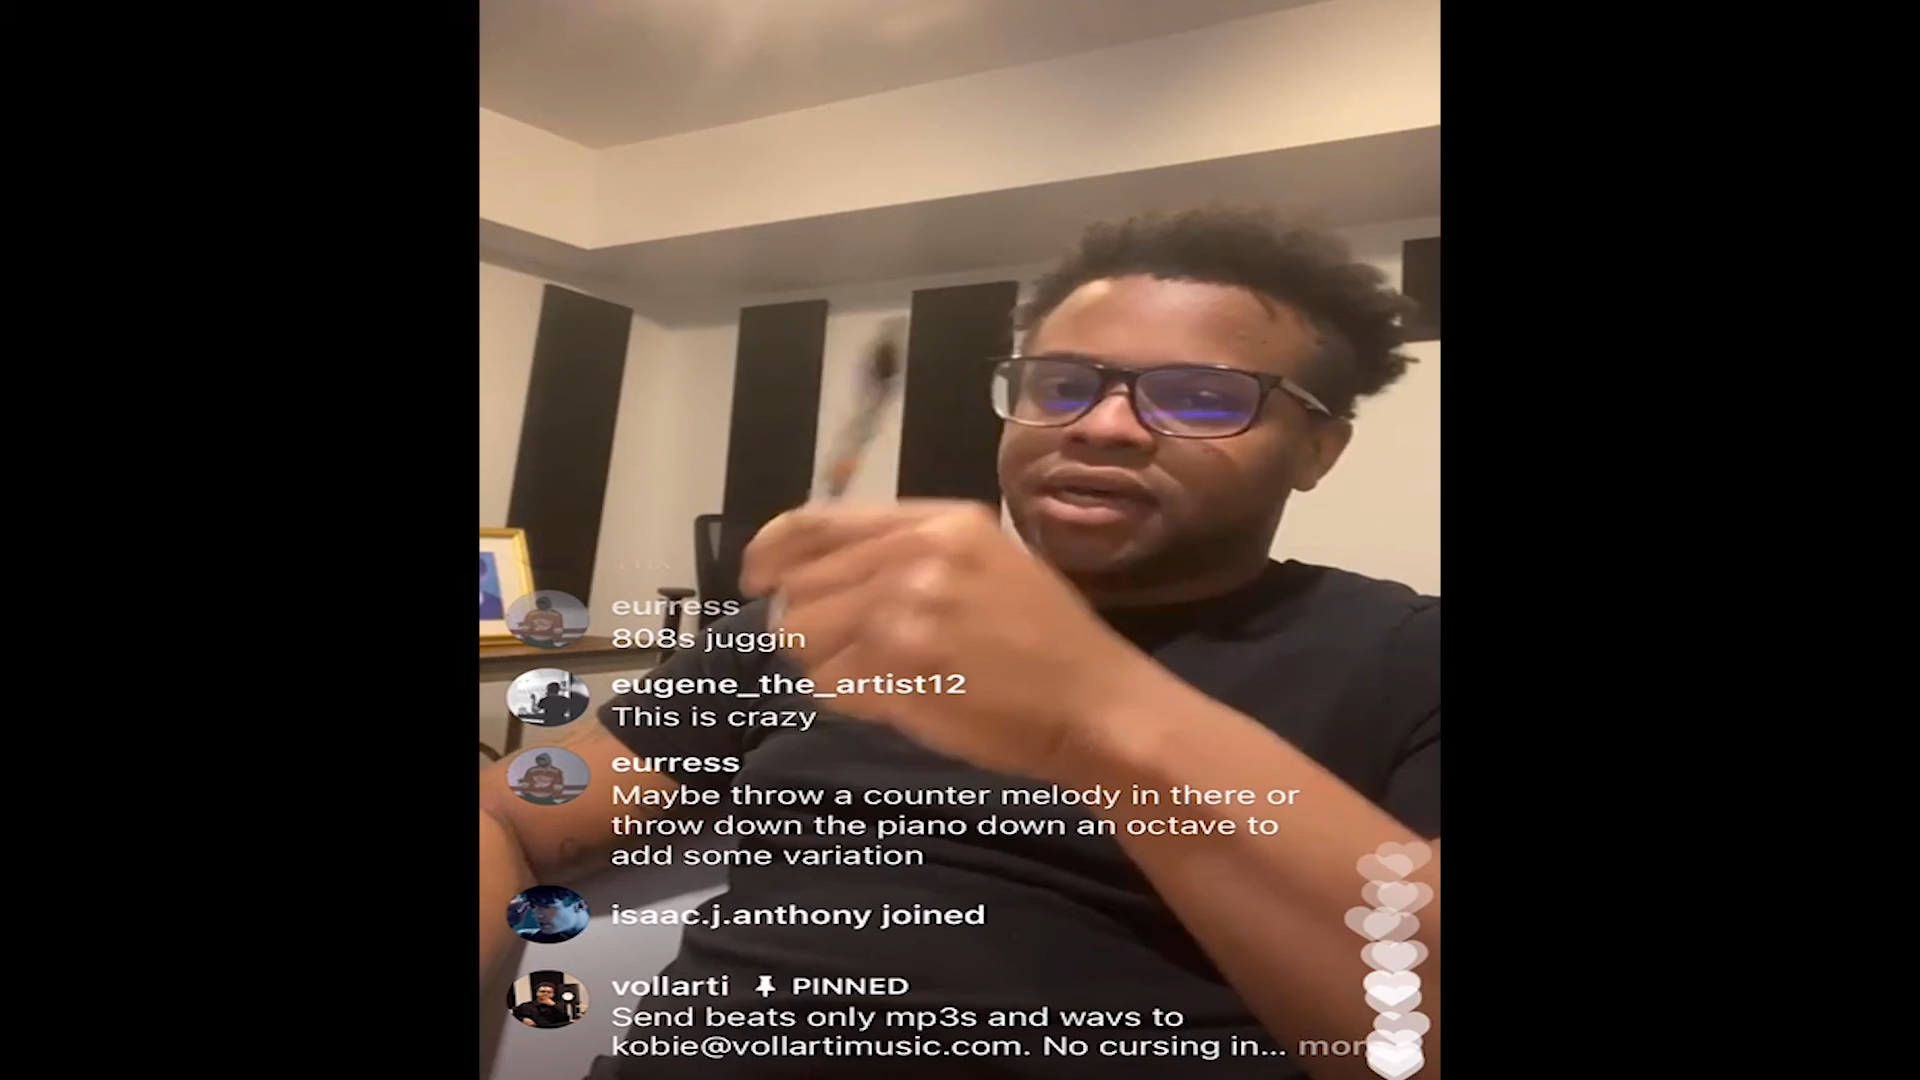 eurress
808s juggin
eugene_the_artist12
This is crazy
eurress
Maybe throw a counter melody in there or
throw down the piano down an octave to
add some variation
isaac.j.anthony joined
vollarti PINNED
Send beats only mp3s and wavs to
kobie@vollartimusic.com. No cursing in...